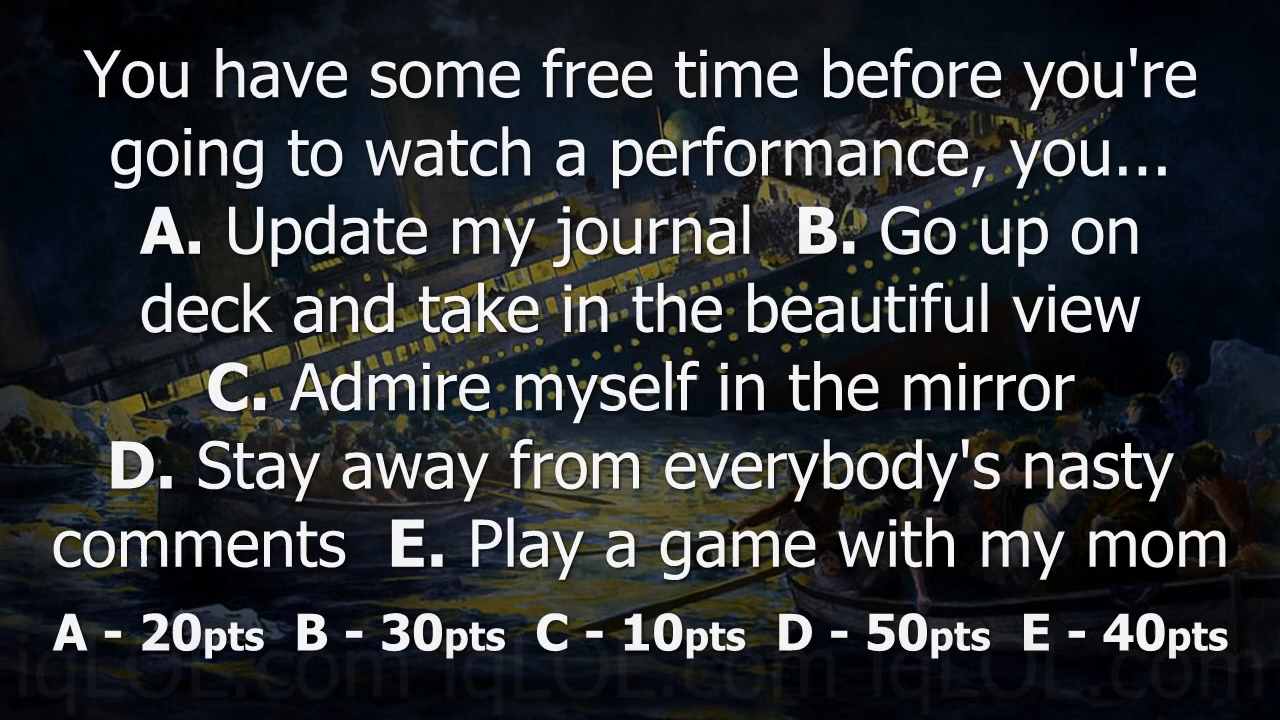 You have some free time before you're
going to watch a performance, you...
A. Update my journal  B. Go up on
deck and take in the beautiful view
C. Admire myself in the mirror
D. Stay away from everybody's nasty
comments  E. Play a game with my mom
A - 20pts  B - 30pts  C - 10pts  D - 50pts  E - 40pts
iqLOL.com iqLOL.com iqLOL.com